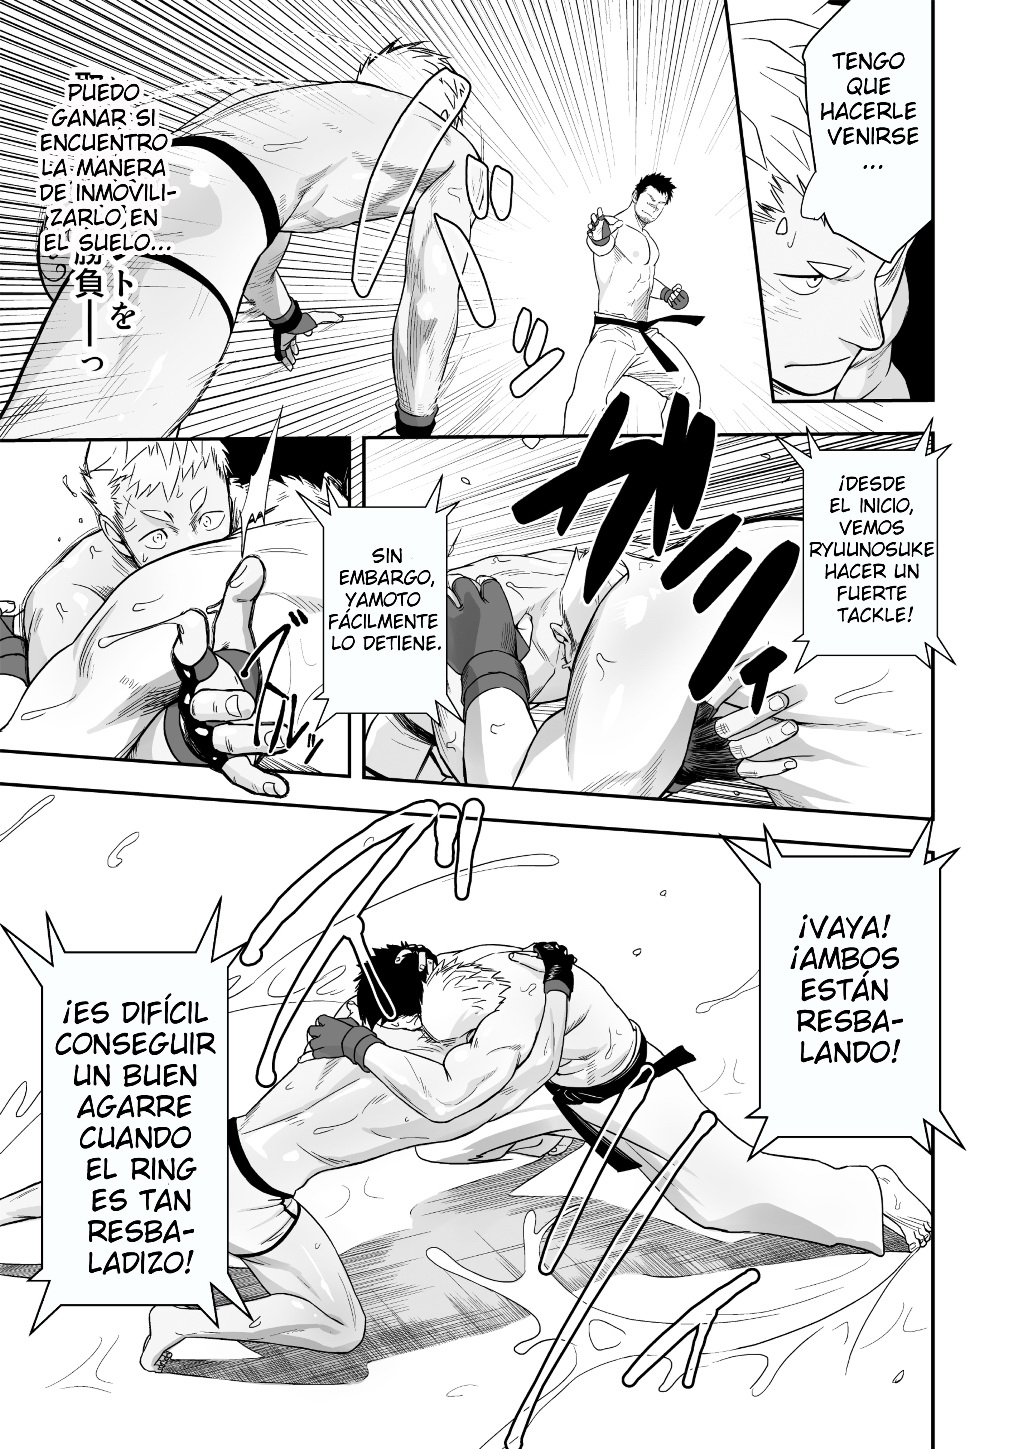 TENGO
QUE
HACERLE
VENIRSE
...
PUEDO
GANAR SI
ENCUENTRO
LA MANERA
DE INMOVILI-
ZARLO EN
EL SUELO...
トを
勝負ーっ
¡DESDE
EL INICIO,
VEMOS
RYUUNOSUKE
HACER UN
FUERTE
TACKLE!
SIN
EMBARGO,
YAMOTO
FÁCILMENTE
LO DETIENE.
¡VAYA!
¡AMBOS
ESTÁN
RESBA-
LANDO!
¡ES DIFÍCIL
CONSEGUIR
UN BUEN
AGARRE
CUANDO
EL RING
ES TAN
RESBA-
LADIZO!